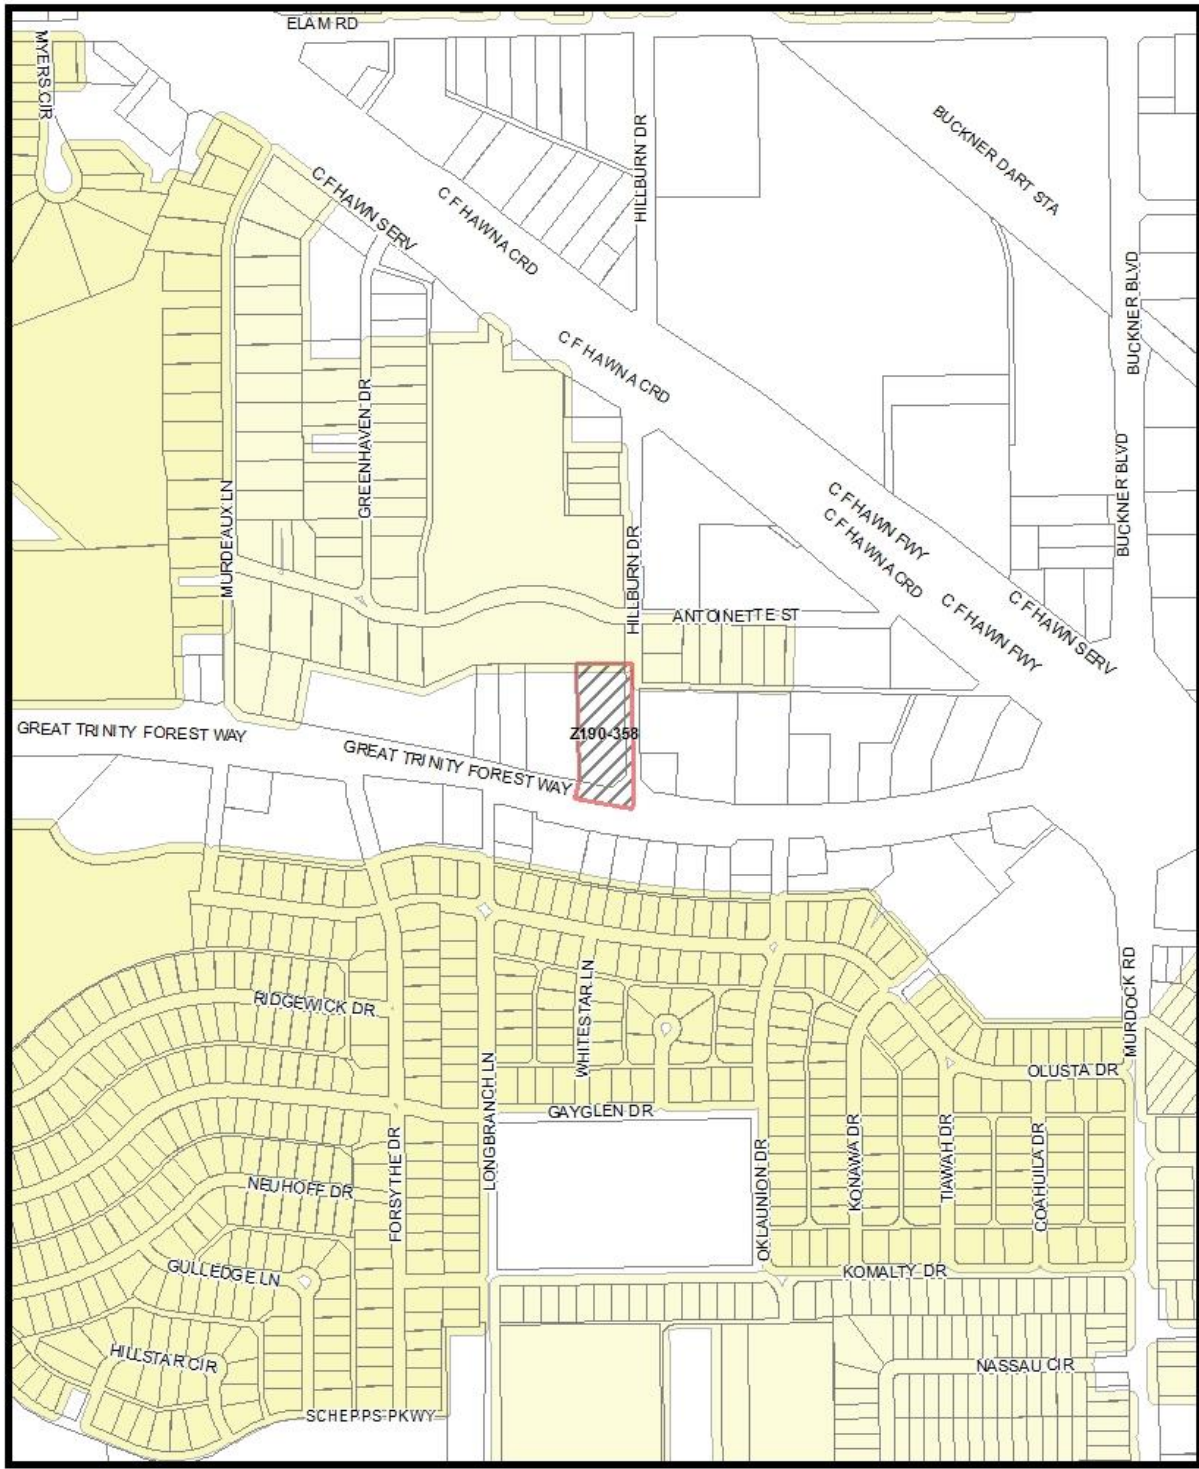 ELAM RD
MYERS CIR
HILLBURN DR
BUCKNER DART STA
C F HAWN SERV
C F HAWN ACRD
BUCKNER BLVD
C F HAWN ACRD
GREENHAVEN DR
BUCKNER BLVD
MURDEAUX LN
C F HAWN FWY
C F HAWN ACRD
HILLBURN DR
C F HAWN FWY
C F HAWN SERV
ANTOINETTE ST
GREAT TRINITY FOREST WAY
Z190-358
GREAT TRINITY FOREST WAY
RIDGEWICK DR
WHITESTAR LN
MURDOCK RD
OLUSTA DR
LONGBRANCH LN
GAYGLEN DR
FORSYTHE DR
OKLAUNION DR
KONAWA DR
TIAWAH DR
COAHUILA DR
NEUHOFF DR
GULLEDGE LN
KOMALTY DR
HILLSTAR CIR
NASSAU CIR
SCHEPPS PKWY